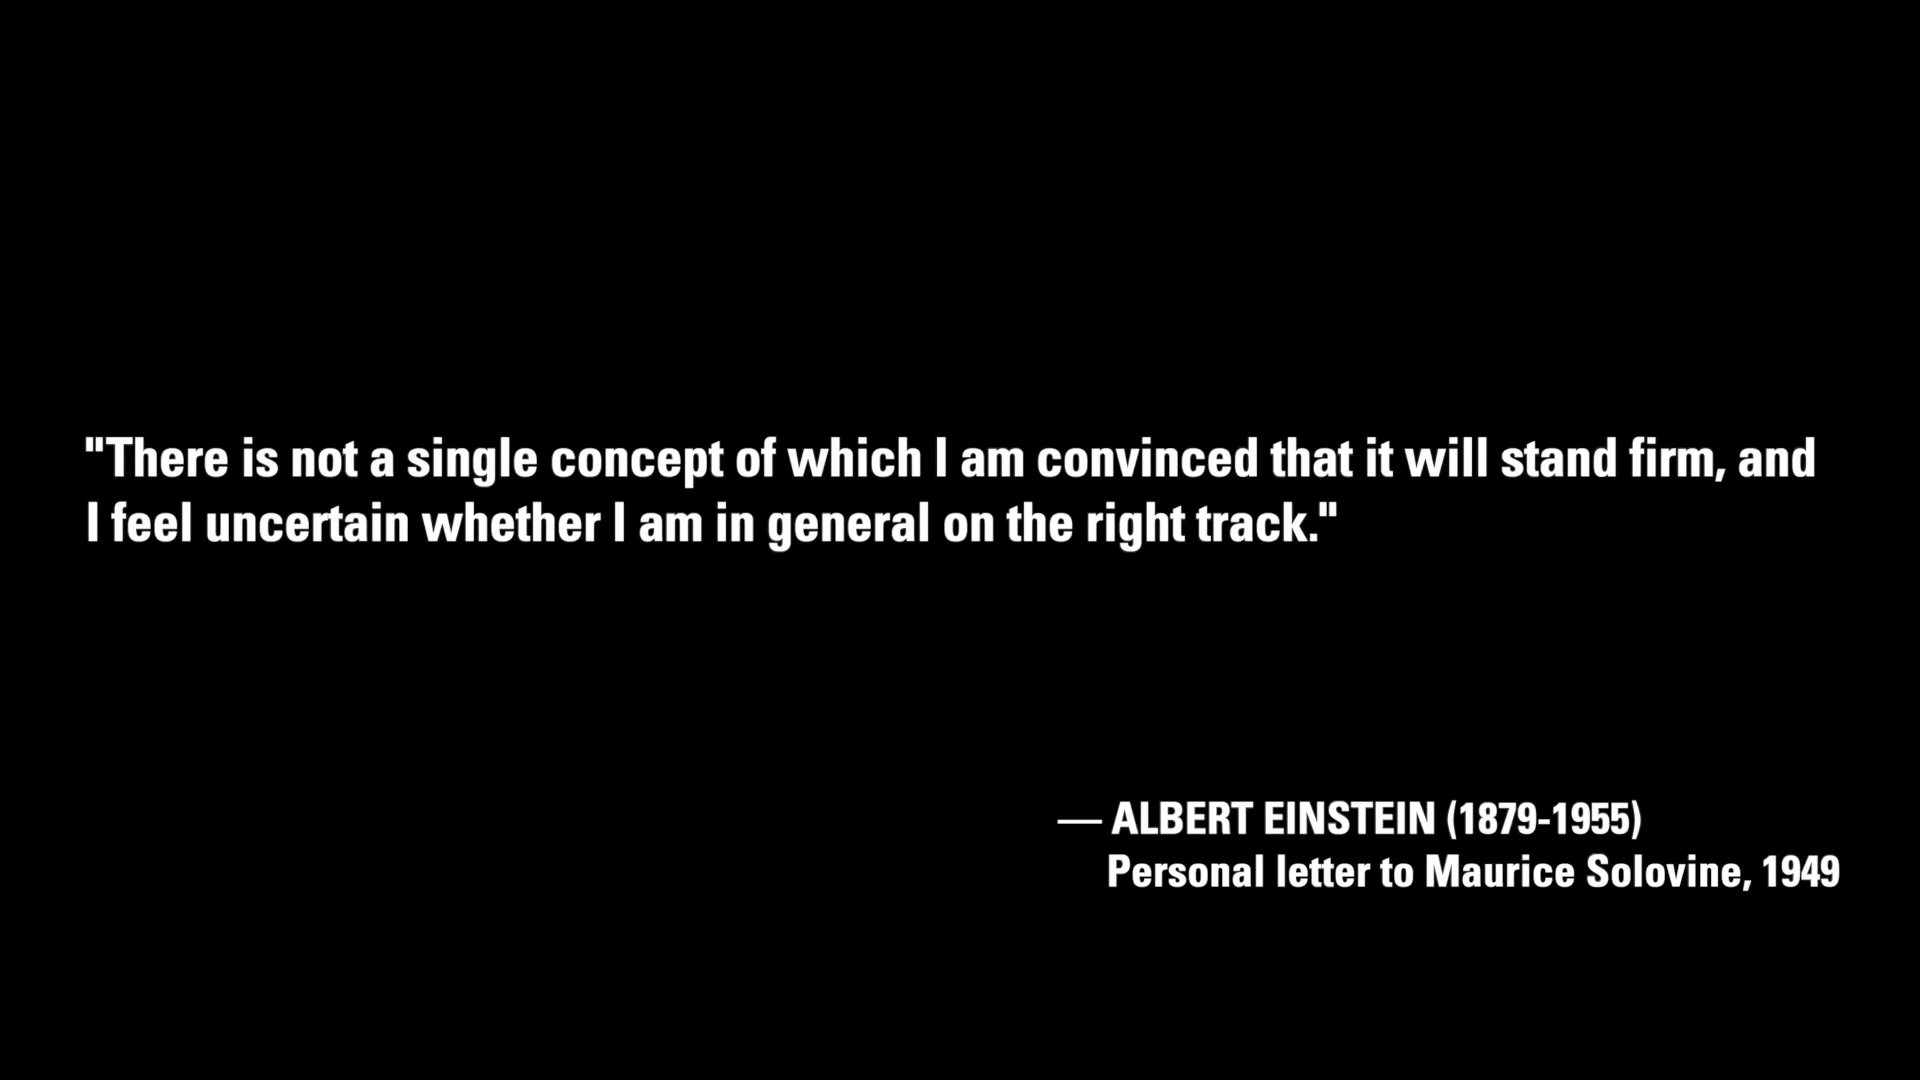 "There is not a single concept of which I am convinced that it will stand firm, and
I feel uncertain whether I am in general on the right track."
— ALBERT EINSTEIN (1879-1955)
Personal letter to Maurice Solovine, 1949